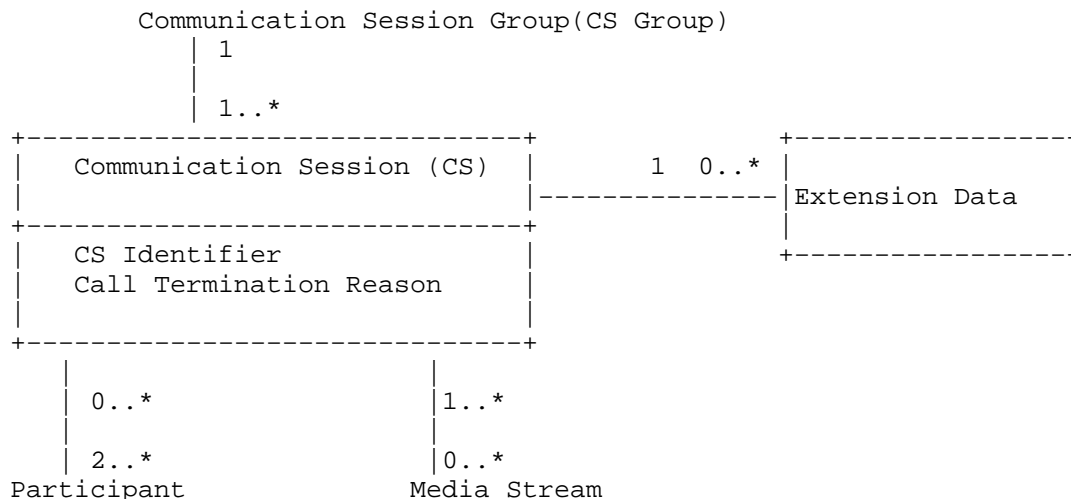 Communication Session Group(CS Group)
1
1..*
Communication Session (CS)
1 0..*
Extension Data
CS Identifier
Call Termination Reason
0..* 1..*
2..* 0..*
Participant Media Stream